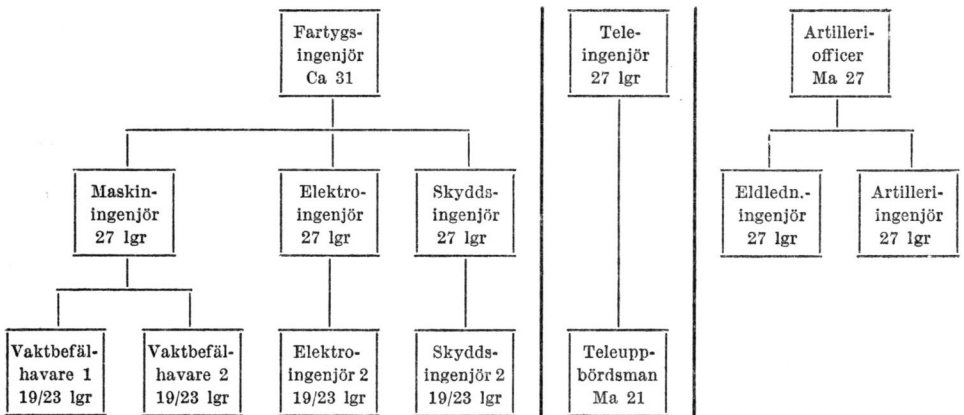 Fartygs-
ingenjör
Ca 31
Tele-
ingenjör
27 lgr
Artilleri-
officer
Ma 27
Maskin-
ingenjör
27 lgr
Elektro-
ingenjör
27 lgr
Skydds-
ingenjör
27 lgr
Eldledn.-
ingenjör
27 lgr
Artilleri-
ingenjör
27 lgr
Vaktbefäl-
havare 1
19/23 lgr
Vaktbefäl-
havare 2
19/23 lgr
Elektro-
ingenjör 2
19/23 lgr
Skydds-
ingenjör 2
19/23 lgr
Teleupp-
bördsman
Ma 21